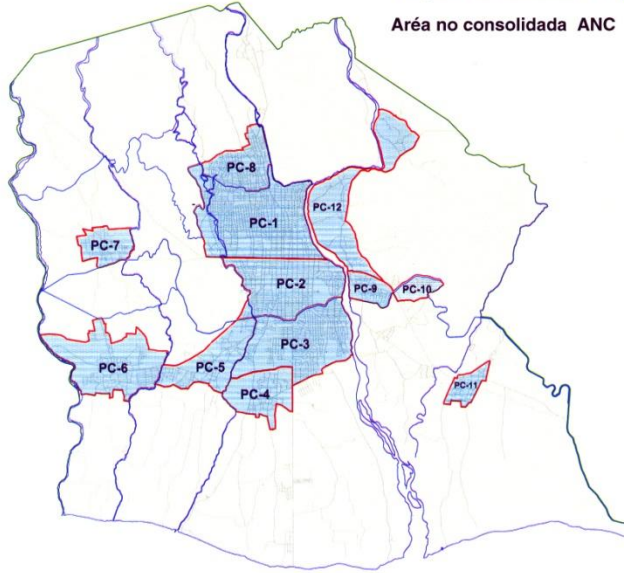 Aréa no consolidada ANC
PC-8
PC-12
PC-1
PC-7
PC-2
PC-9
PC-10
PC-3
PC-6
PC-5
PC-11
PC-4